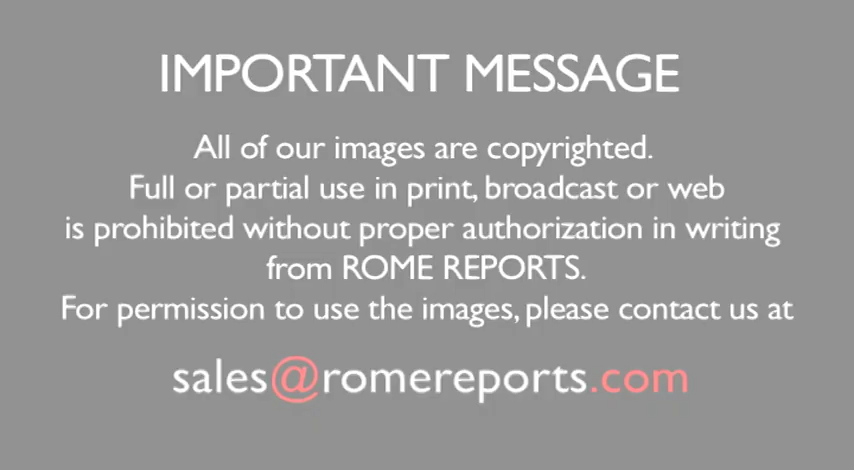 IMPORTANT MESSAGE
All of our images are copyrighted.
Full or partial use in print, broadcast or web
is prohibited without proper authorization in writing
from ROME REPORTS.
For permission to use the images, please contact us at
sales@romereports.com